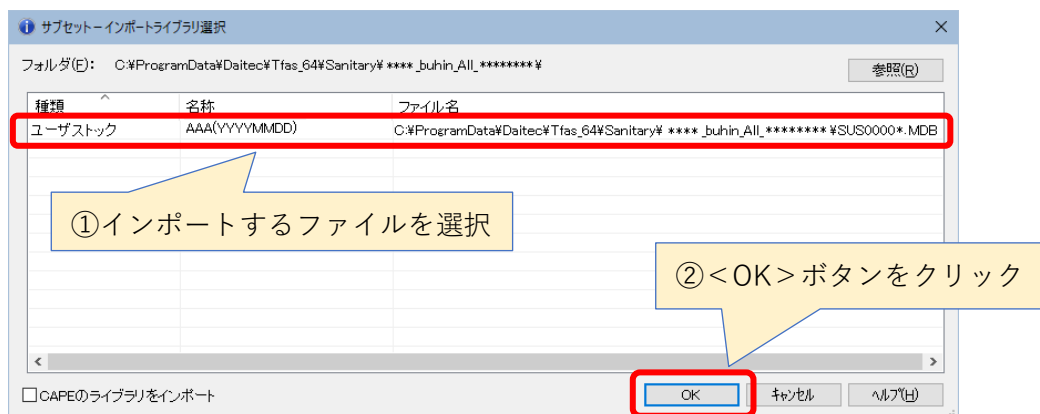 サブセットーインポートライブラリ選択
フォルダ(F): C:¥ProgramData¥Daitec¥Tfas_64¥Sanitary¥ **** _buhin_All_********¥
参照(R)
種類 名称 ファイル名
ユーザストック AAA(YYYYMMDD) C:¥ProgramData¥Daitec¥Tfas_64¥Sanitary¥ **** _buhin_All_******** ¥SUS0000*.MDB
①インポートするファイルを選択
②<OK>ボタンをクリック
CAPEのライブラリをインポート
OK キャンセル ヘルプ(H)